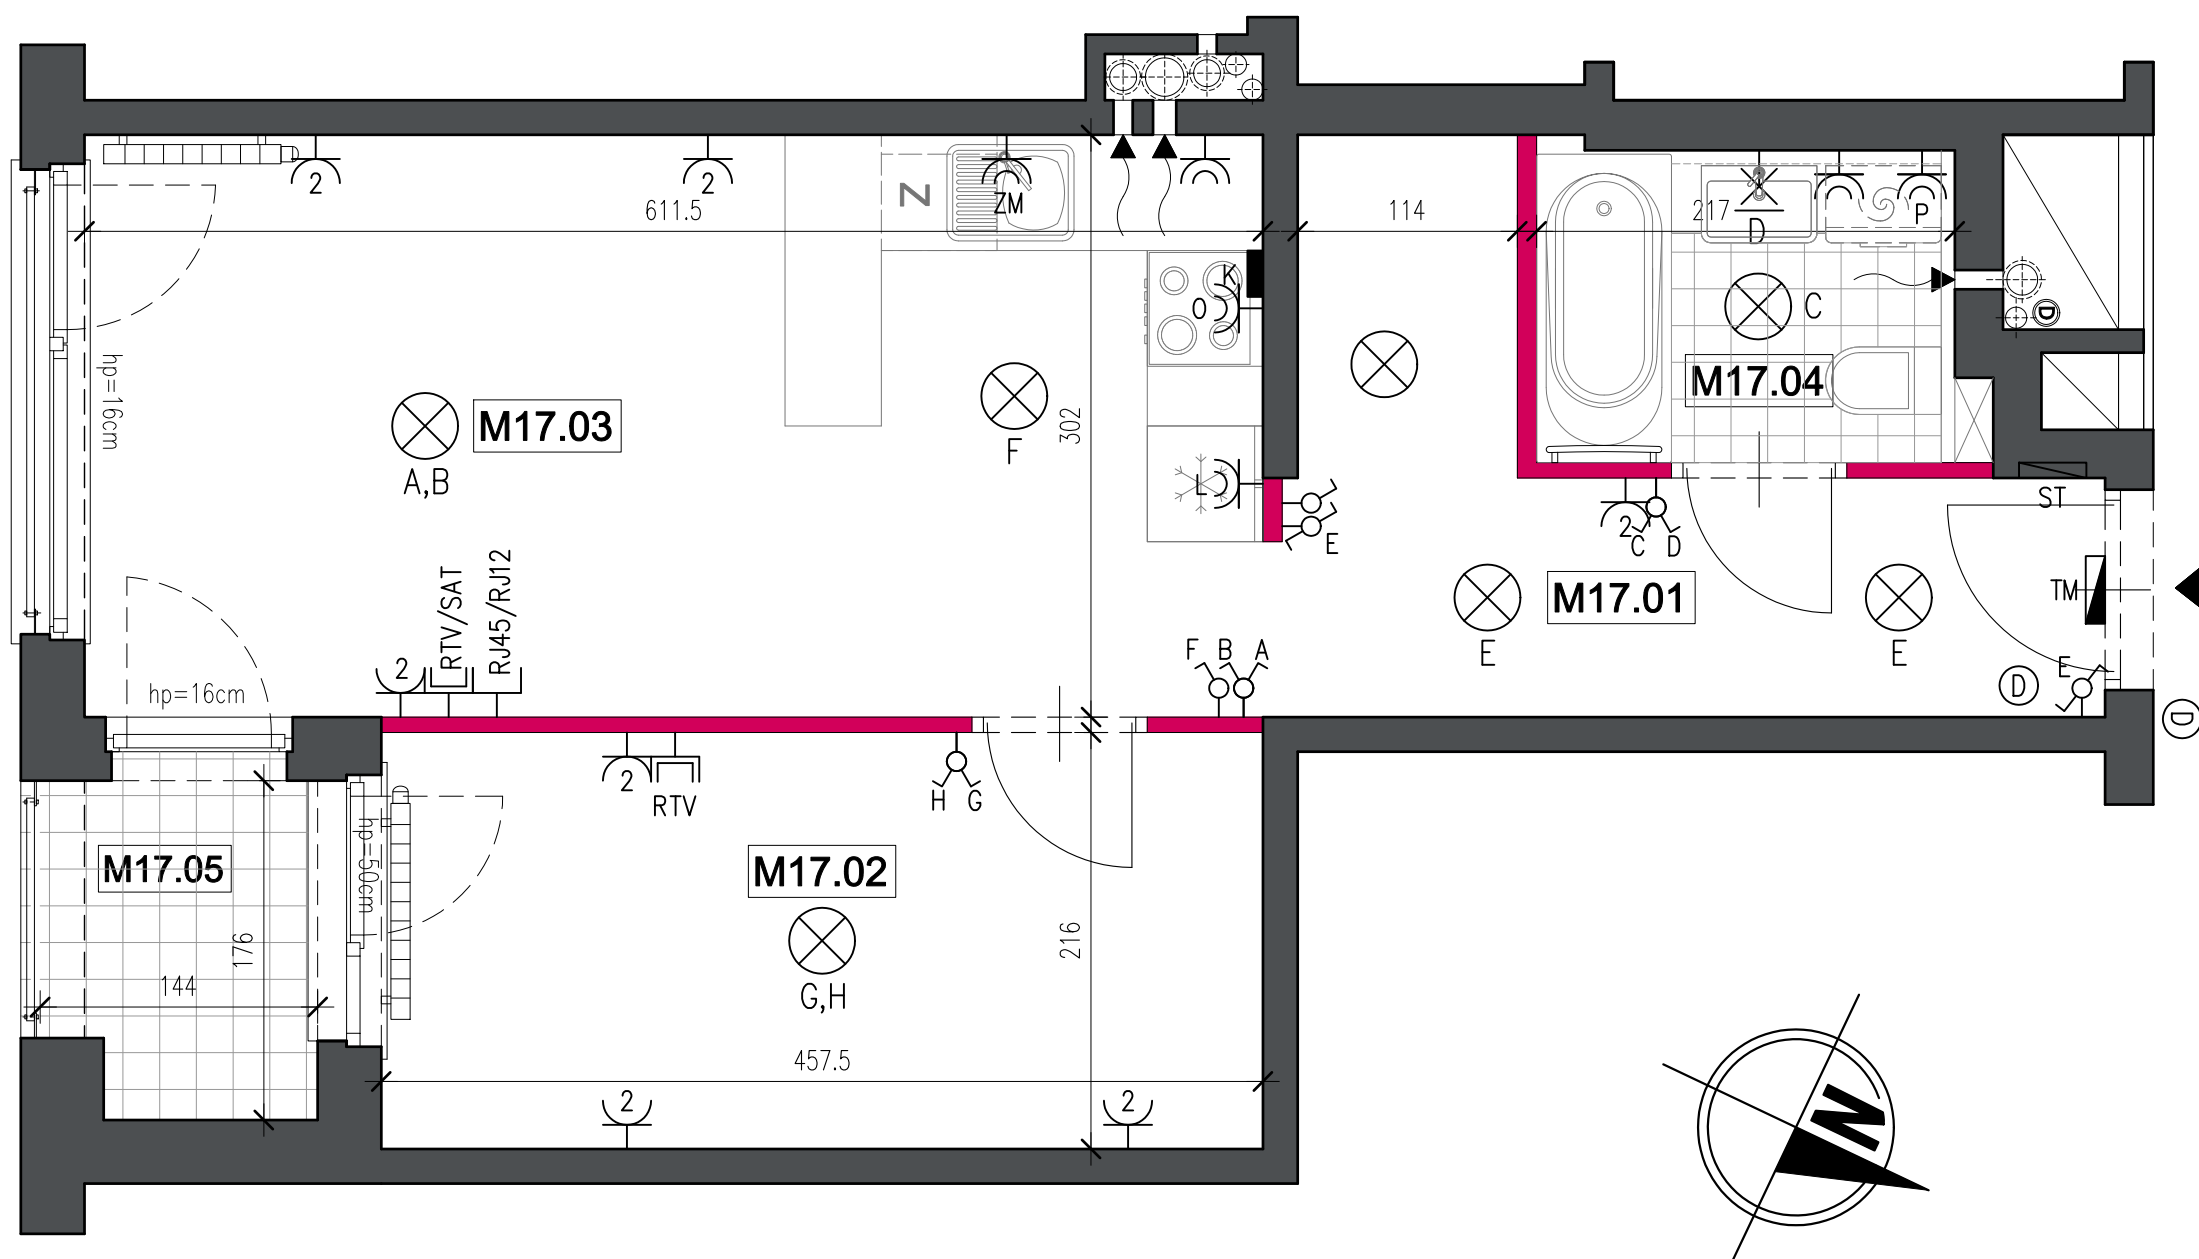 2
2
Z
ZM
611.5
114
217
D
P
K
O
C
D
hp=16cm
M17.03
A,B
F
302
M17.04
L
E
2
C
D
ST
RTV/SAT
RJ45/RJ12
M17.01
E
E
TM
2
hp=16cm
F
B
A
D
E
D
2
RTV
H
G
M17.05
hp=50cm
M17.02
176
144
216
G,H
457.5
2
2
N